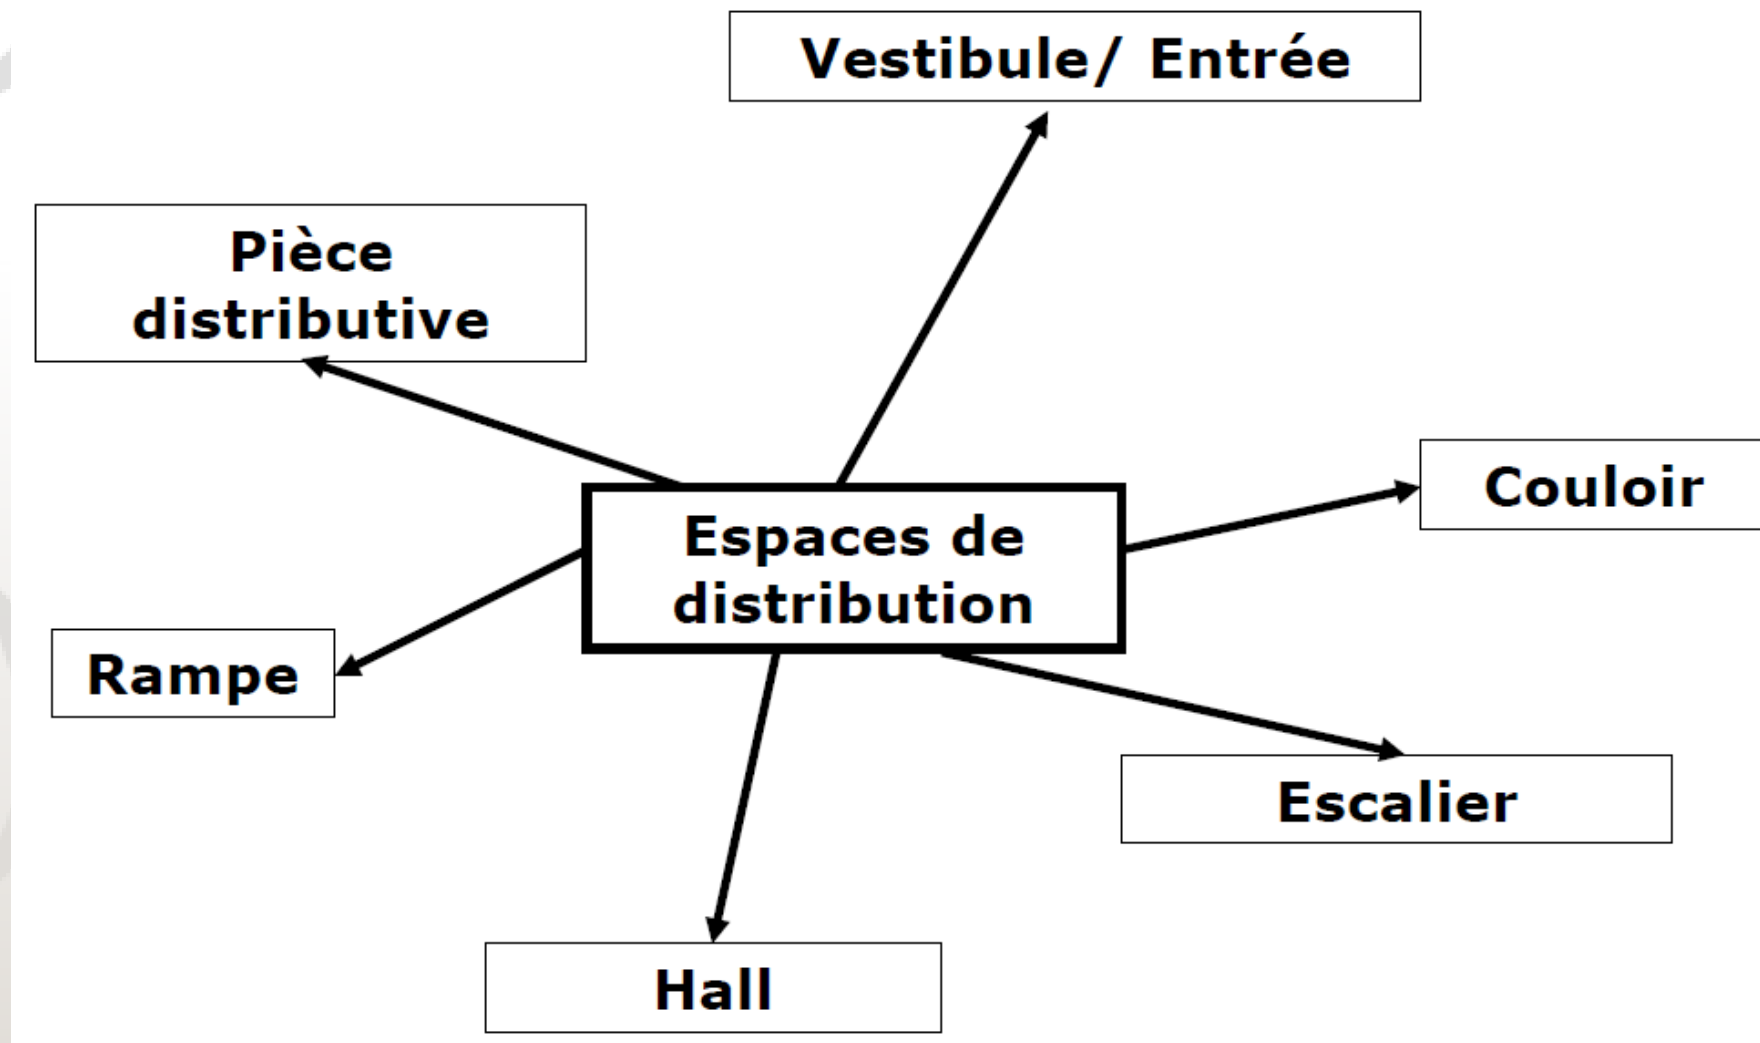 Vestibule/ Entrée
Pièce
distributive
Couloir
Espaces de
distribution
Rampe
Escalier
Hall